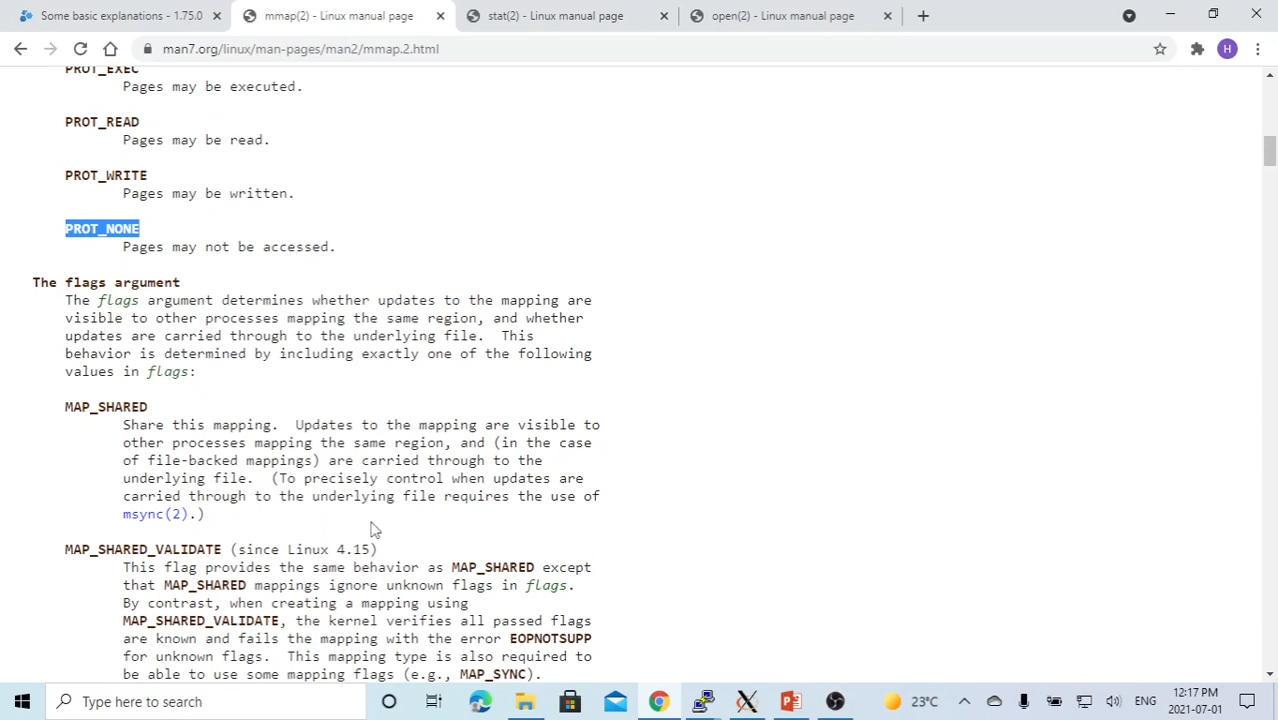 Some basic explanations - 1.75.0
mmap(2) - Linux manual page
stat(2) - Linux manual page
open(2) - Linux manual page
man7.org/linux/man-pages/man2/mmap.2.html
H
PROT_EXEC
Pages may be executed.
PROT_READ
Pages may be read.
PROT_WRITE
Pages may be written.
PROT_NONE
Pages may not be accessed.
The flags argument
The flags argument determines whether updates to the mapping are
visible to other processes mapping the same region, and whether
updates are carried through to the underlying file.  This
behavior is determined by including exactly one of the following
values in flags:
MAP_SHARED
Share this mapping.  Updates to the mapping are visible to
other processes mapping the same region, and (in the case
of file-backed mappings) are carried through to the
underlying file.  (To precisely control when updates are
carried through to the underlying file requires the use of
msync(2).)
MAP_SHARED_VALIDATE (since Linux 4.15)
This flag provides the same behavior as MAP_SHARED except
that MAP_SHARED mappings ignore unknown flags in flags.
By contrast, when creating a mapping using
MAP_SHARED_VALIDATE, the kernel verifies all passed flags
are known and fails the mapping with the error EOPNOTSUPP
for unknown flags.  This mapping type is also required to
be able to use some mapping flags (e.g., MAP_SYNC).
Type here to search
23°C
ENG
12:17 PM
2021-07-01